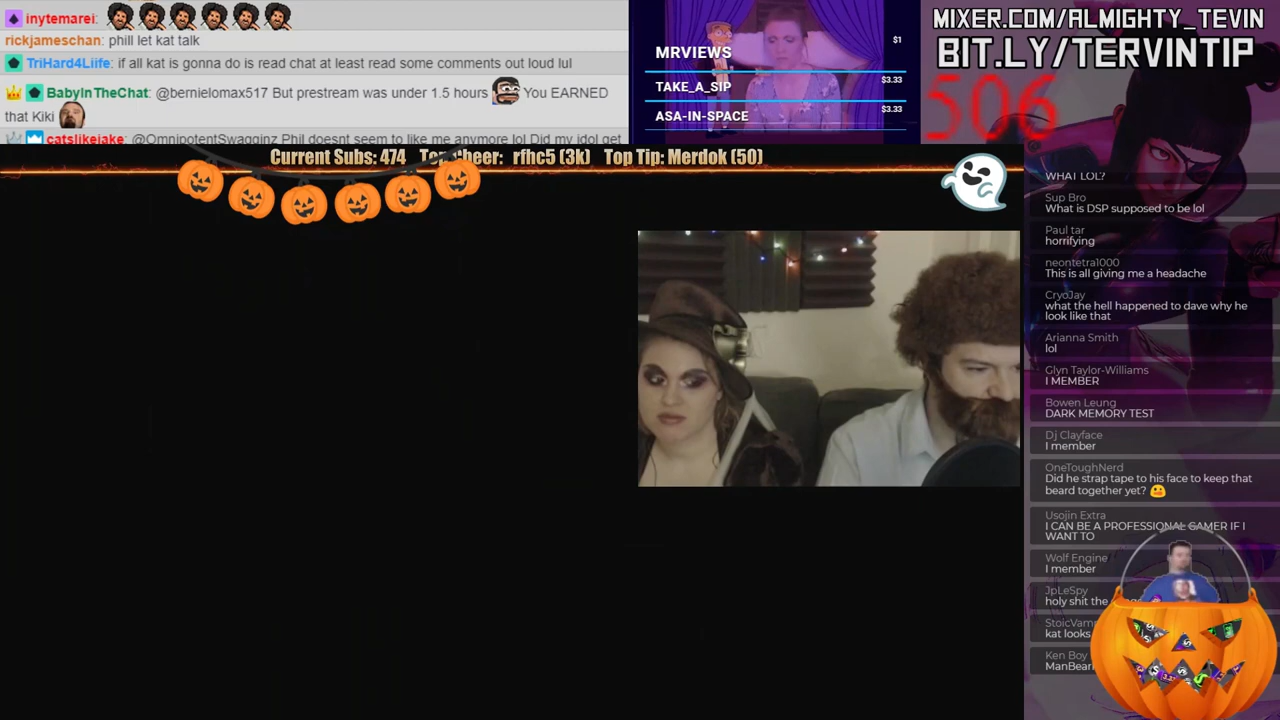 inytemarei:
rickjameschan: phill let kat talk
TriHard4Liife: if all kat is gonna do is read chat at least read some comments out loud lul
BabyInTheChat: @bernielomax517 But prestream was under 1.5 hours You EARNED
that Kiki
catslikejake: @OmnipotentSwagginz Phil doesnt seem to like me anymore lol Did my idol get
MRVIEWS $1
TAKE_A_SIP $3.33
ASA-IN-SPACE $3.33
MIXER.COM/ALMIGHTY_TEVIN
BIT.LY/TERVINTIP
506
Current Subs: 474 Top Cheer: rfhc5 (3k) Top Tip: Merdok (50)
WHAT LOL?
Sup Bro
What is DSP supposed to be lol
Paul tar
horrifying
neontetra1000
This is all giving me a headache
CryoJay
what the hell happened to dave why he
look like that
Arianna Smith
lol
Glyn Taylor-Williams
I MEMBER
Bowen Leung
DARK MEMORY TEST
Dj Clayface
I member
OneToughNerd
Did he strap tape to his face to keep that
beard together yet?
Usojin Extra
I CAN BE A PROFESSIONAL GAMER IF I
WANT TO
Wolf Engine
I member
JpLeSpy
holy shit the
StoicVam
kat looks
Ken Boy
ManBear